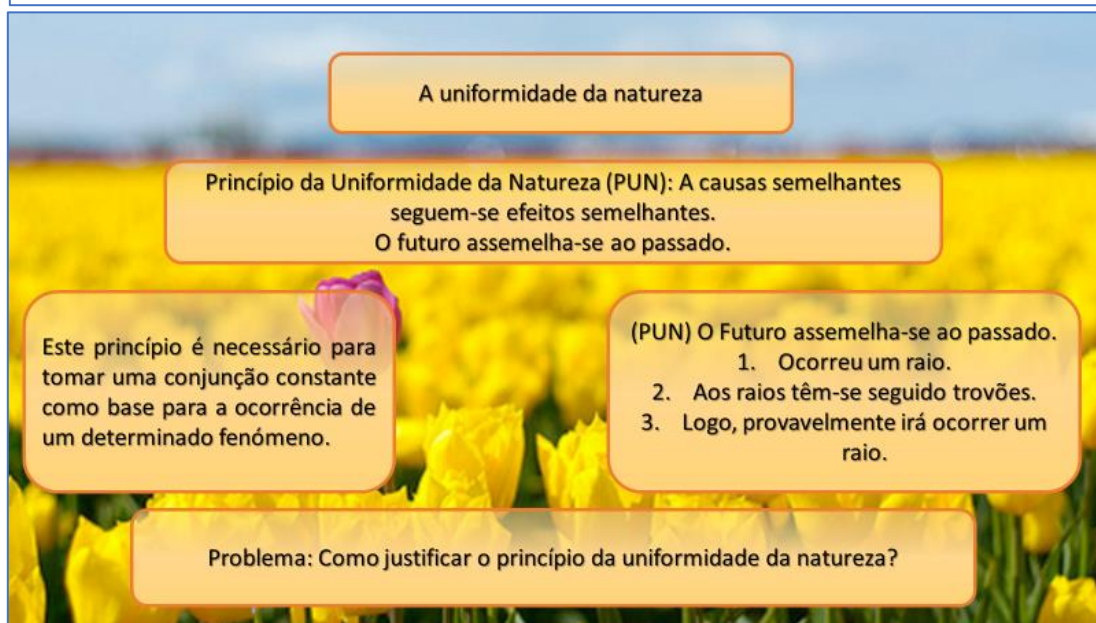 A uniformidade da natureza
Princípio da Uniformidade da Natureza (PUN): A causas semelhantes
seguem-se efeitos semelhantes.
O futuro assemelha-se ao passado.
Este princípio é necessário para
tomar uma conjunção constante
como base para a ocorrência de
um determinado fenómeno.
(PUN) O Futuro assemelha-se ao passado.
1. Ocorreu um raio.
2. Aos raios têm-se seguido trovões.
3. Logo, provavelmente irá ocorrer um
raio.
Problema: Como justificar o princípio da uniformidade da natureza?